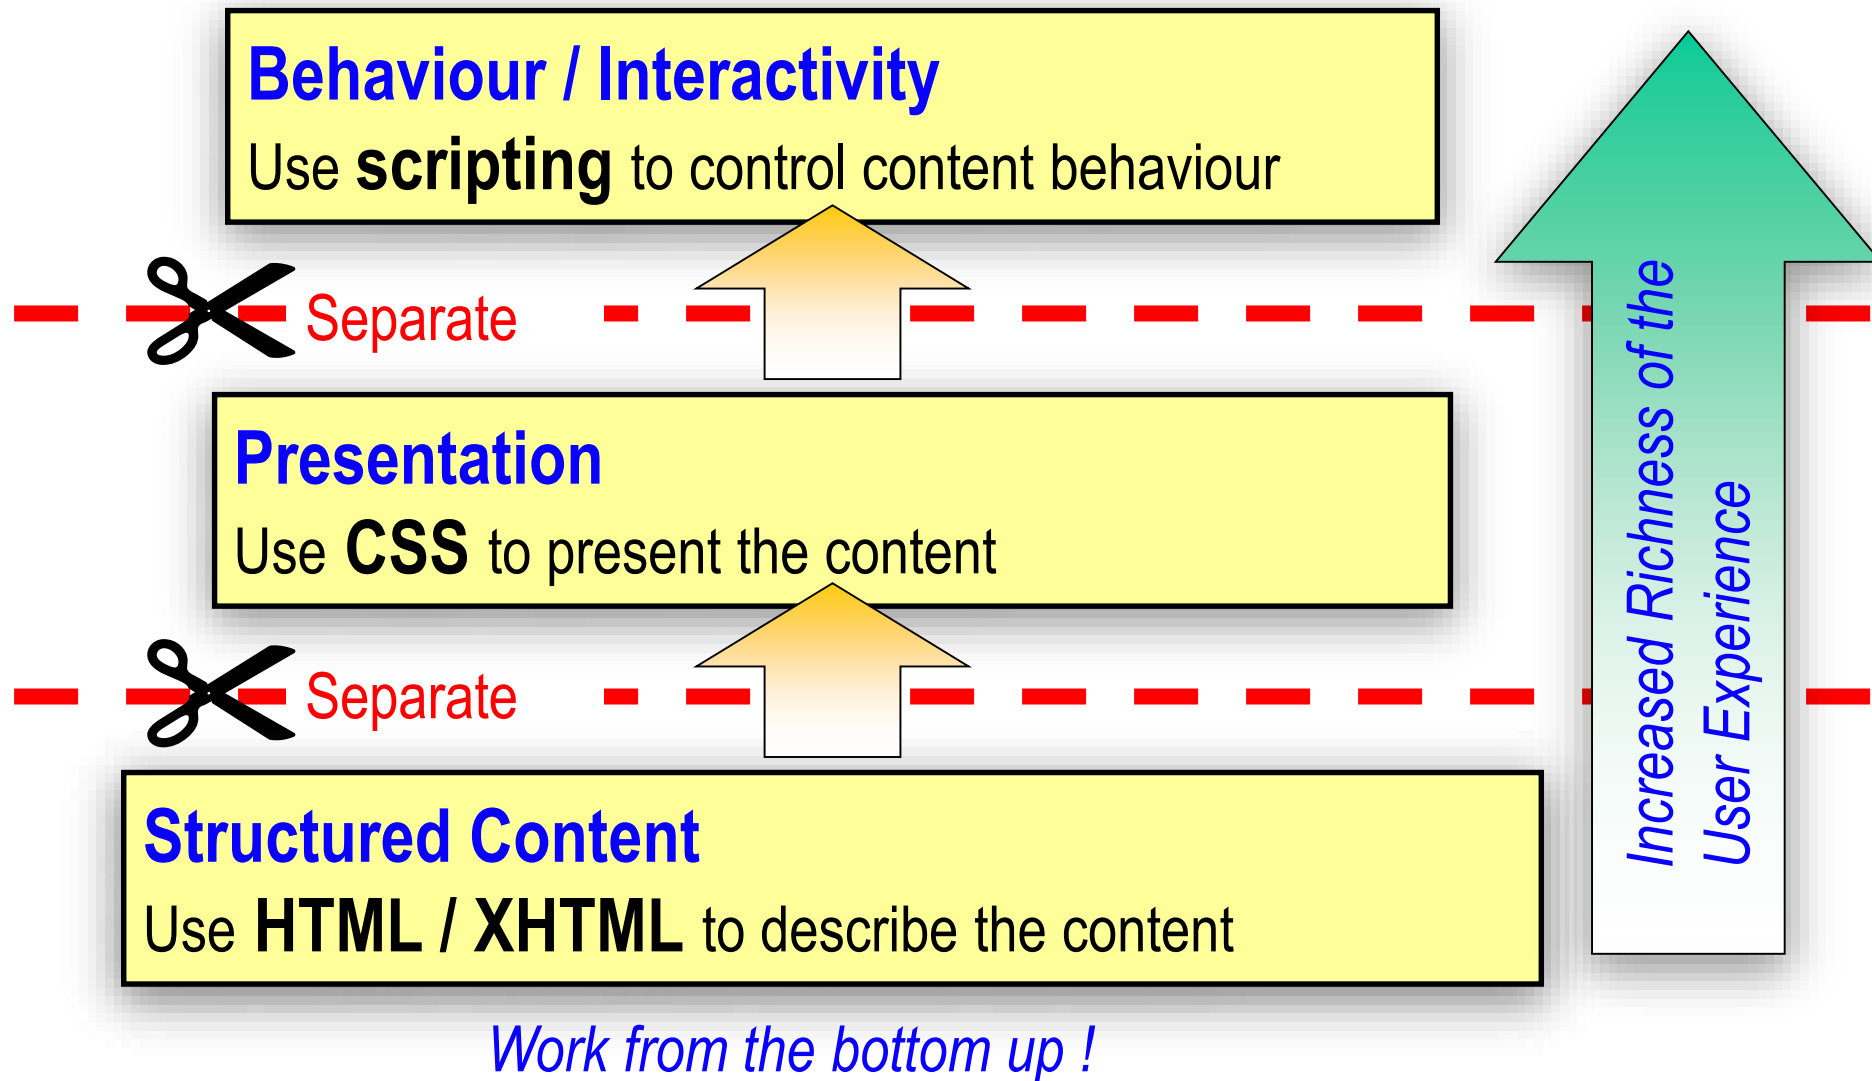 Behaviour / Interactivity
Use scripting to control content behaviour
Separate
Presentation
Use CSS to present the content
Separate
Structured Content
Use HTML / XHTML to describe the content
Work from the bottom up !
Increased Richness of the
User Experience